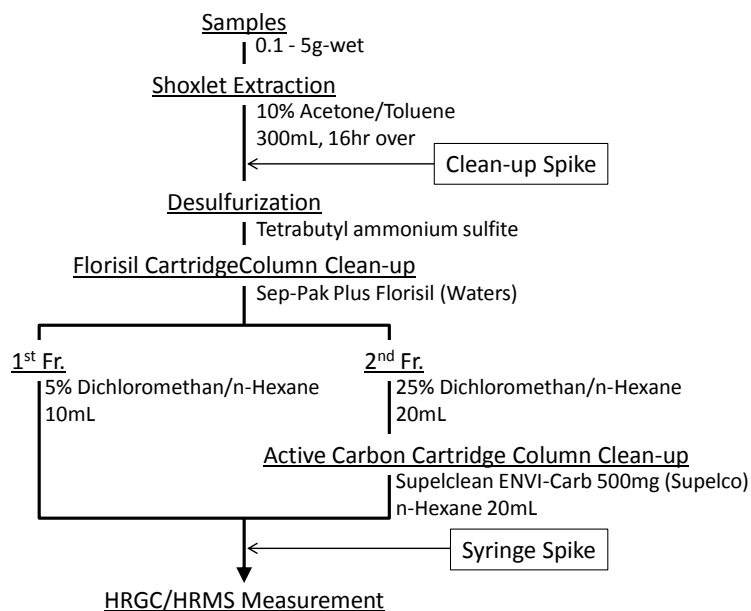 Samples
0.1 - 5g-wet
Shoxlet Extraction
10% Acetone/Toluene
300mL, 16hr over
Clean-up Spike
Desulfurization
Tetrabutyl ammonium sulfite
Florisil CartridgeColumn Clean-up
Sep-Pak Plus Florisil (Waters)
1st Fr.
5% Dichloromethan/n-Hexane
10mL
2nd Fr.
25% Dichloromethan/n-Hexane
20mL
Active Carbon Cartridge Column Clean-up
Supelclean ENVI-Carb 500mg (Supelco)
n-Hexane 20mL
Syringe Spike
HRGC/HRMS Measurement